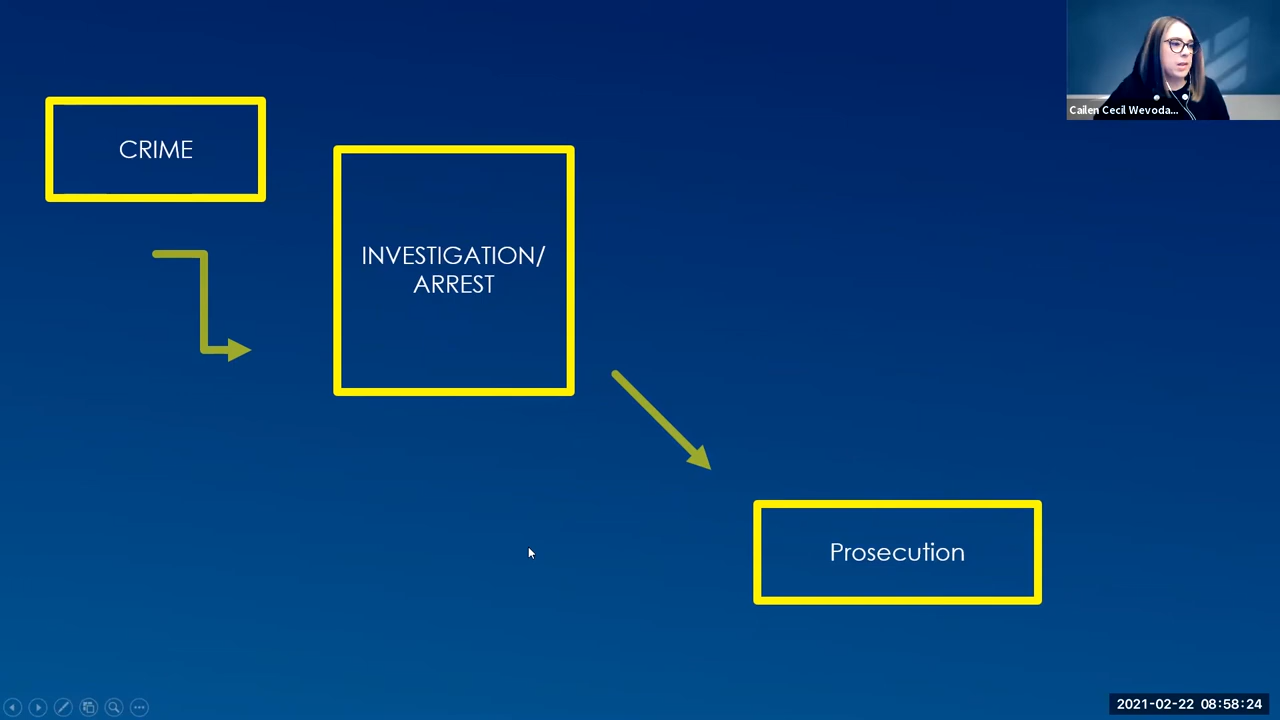 CRIME
INVESTIGATION/
ARREST
Prosecution
Cailen Cecil Wevoda...
2021-02-22 08:58:24